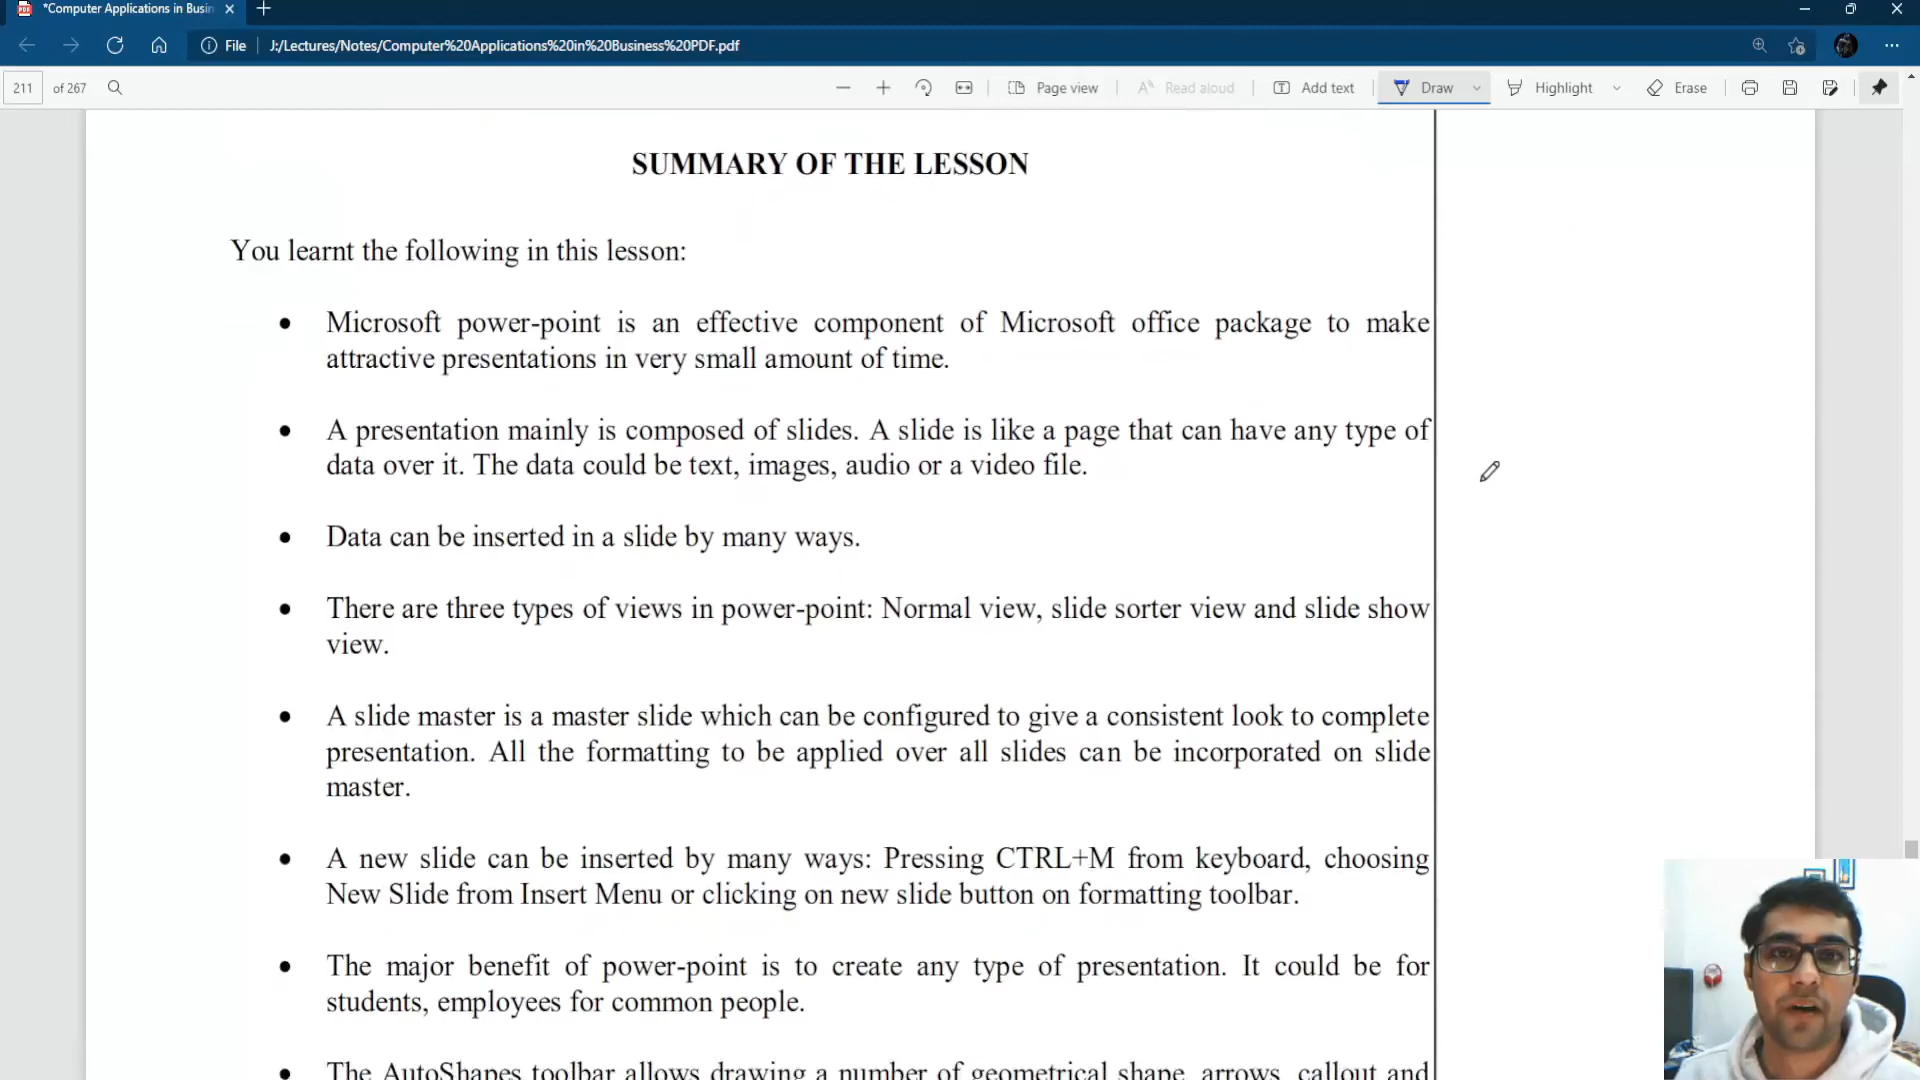 *Computer Applications in Busin
File
J:/Lectures/Notes/Computer%20Applications%20in%20Business%20PDF.pdf
211 of 267
Page view
Read aloud
Add text
Draw
Highlight
Erase
SUMMARY OF THE LESSON
You learnt the following in this lesson:
• Microsoft power-point is an effective component of Microsoft office package to make
attractive presentations in very small amount of time.
• A presentation mainly is composed of slides. A slide is like a page that can have any type of
data over it. The data could be text, images, audio or a video file.
• Data can be inserted in a slide by many ways.
• There are three types of views in power-point: Normal view, slide sorter view and slide show
view.
• A slide master is a master slide which can be configured to give a consistent look to complete
presentation. All the formatting to be applied over all slides can be incorporated on slide
master.
• A new slide can be inserted by many ways: Pressing CTRL+M from keyboard, choosing
New Slide from Insert Menu or clicking on new slide button on formatting toolbar.
• The major benefit of power-point is to create any type of presentation. It could be for
students, employees for common people.
• The AutoShapes toolbar allows drawing a number of geometrical shape, arrows, callout and